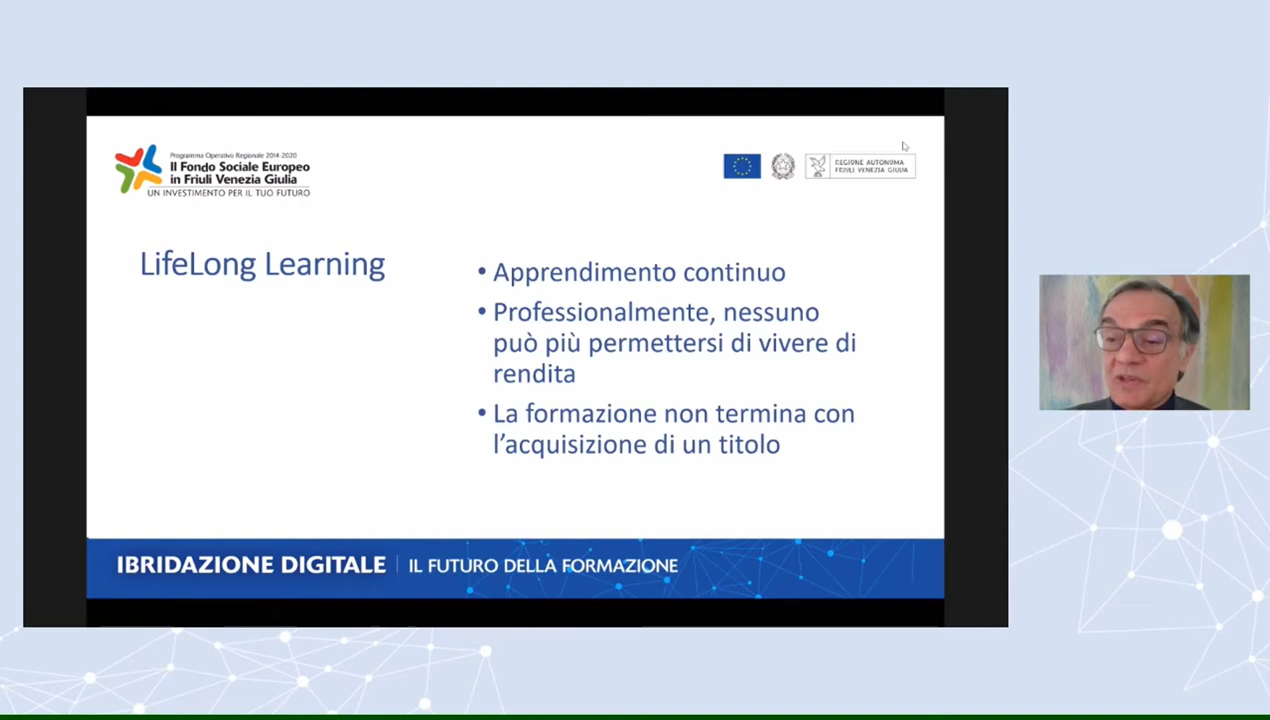 Programma Operativo Regionale 2014-2020
Il Fondo Sociale Europeo
in Friuli Venezia Giulia
UN INVESTIMENTO PER IL TUO FUTURO
REGIONE AUTONOMA
FRIULI VENEZIA GIULIA
LifeLong Learning
• Apprendimento continuo
• Professionalmente, nessuno
può più permettersi di vivere di
rendita
• La formazione non termina con
l’acquisizione di un titolo
IBRIDAZIONE DIGITALE | IL FUTURO DELLA FORMAZIONE